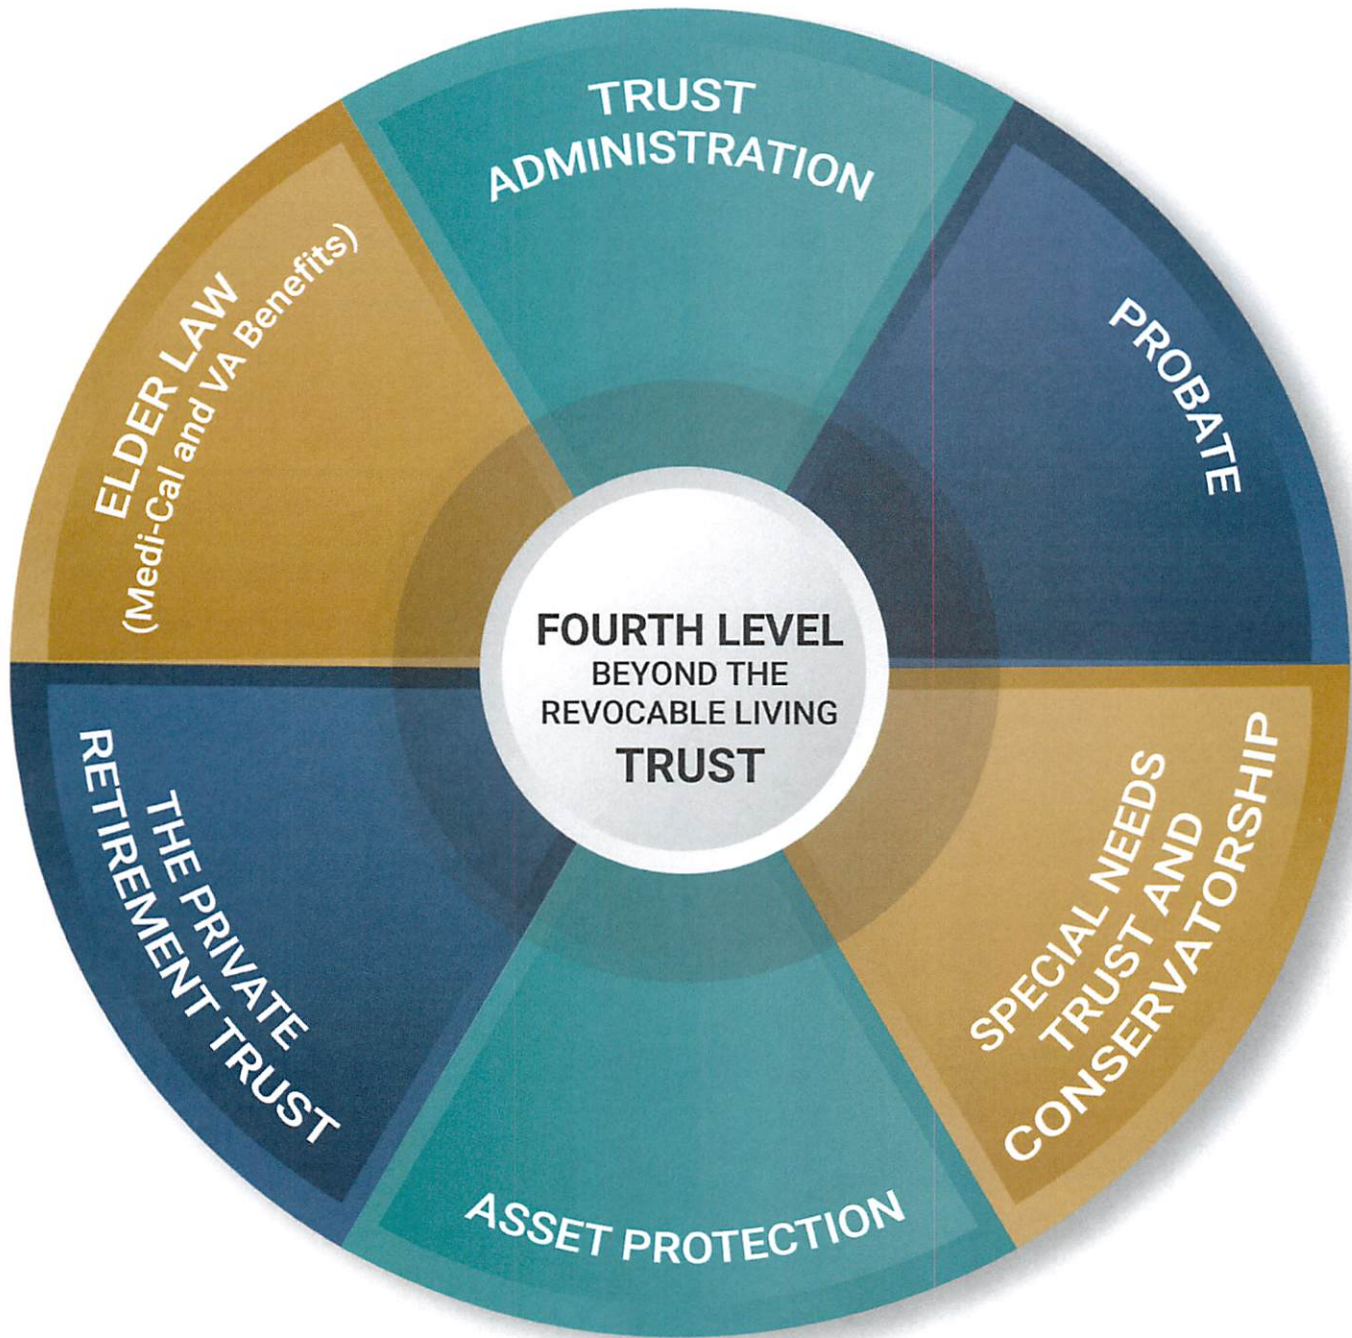 TRUST
ADMINISTRATION
PROBATE
SPECIAL NEEDS
TRUST AND
CONSERVATORSHIP
ASSET PROTECTION
THE PRIVATE
RETIREMENT TRUST
ELDER LAW
(Medi-Cal and VA Benefits)
FOURTH LEVEL
BEYOND THE
REVOCABLE LIVING
TRUST